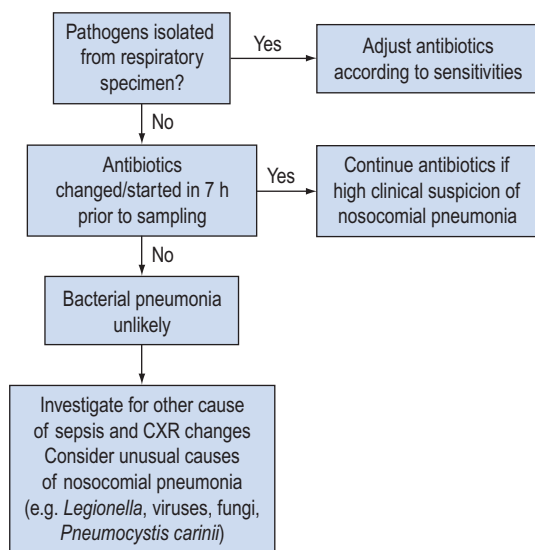 Pathogens isolated
from respiratory
specimen?
Yes
Adjust antibiotics
according to sensitivities
No
Antibiotics
changed/started in 7 h
prior to sampling
Yes
Continue antibiotics if
high clinical suspicion of
nosocomial pneumonia
No
Bacterial pneumonia
unlikely
Investigate for other cause
of sepsis and CXR changes
Consider unusual causes
of nosocomial pneumonia
(e.g. Legionella, viruses, fungi,
Pneumocystis carinii)